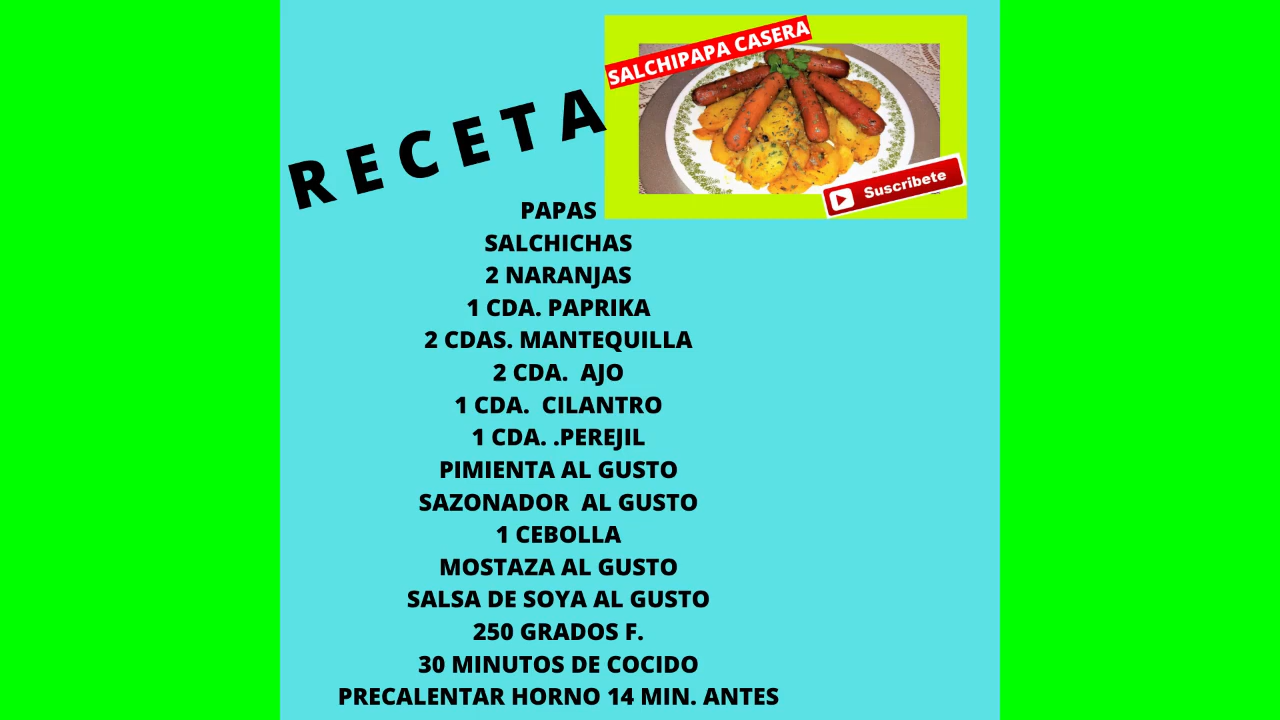 SALCHIPAPA CASERA
RECETA
Suscribete
PAPAS
SALCHICHAS
2 NARANJAS
1 CDA. PAPRIKA
2 CDAS. MANTEQUILLA
2 CDA.  AJO
1 CDA.  CILANTRO
1 CDA. .PEREJIL
PIMIENTA AL GUSTO
SAZONADOR  AL GUSTO
1 CEBOLLA
MOSTAZA AL GUSTO
SALSA DE SOYA AL GUSTO
250 GRADOS F.
30 MINUTOS DE COCIDO
PRECALENTAR HORNO 14 MIN. ANTES